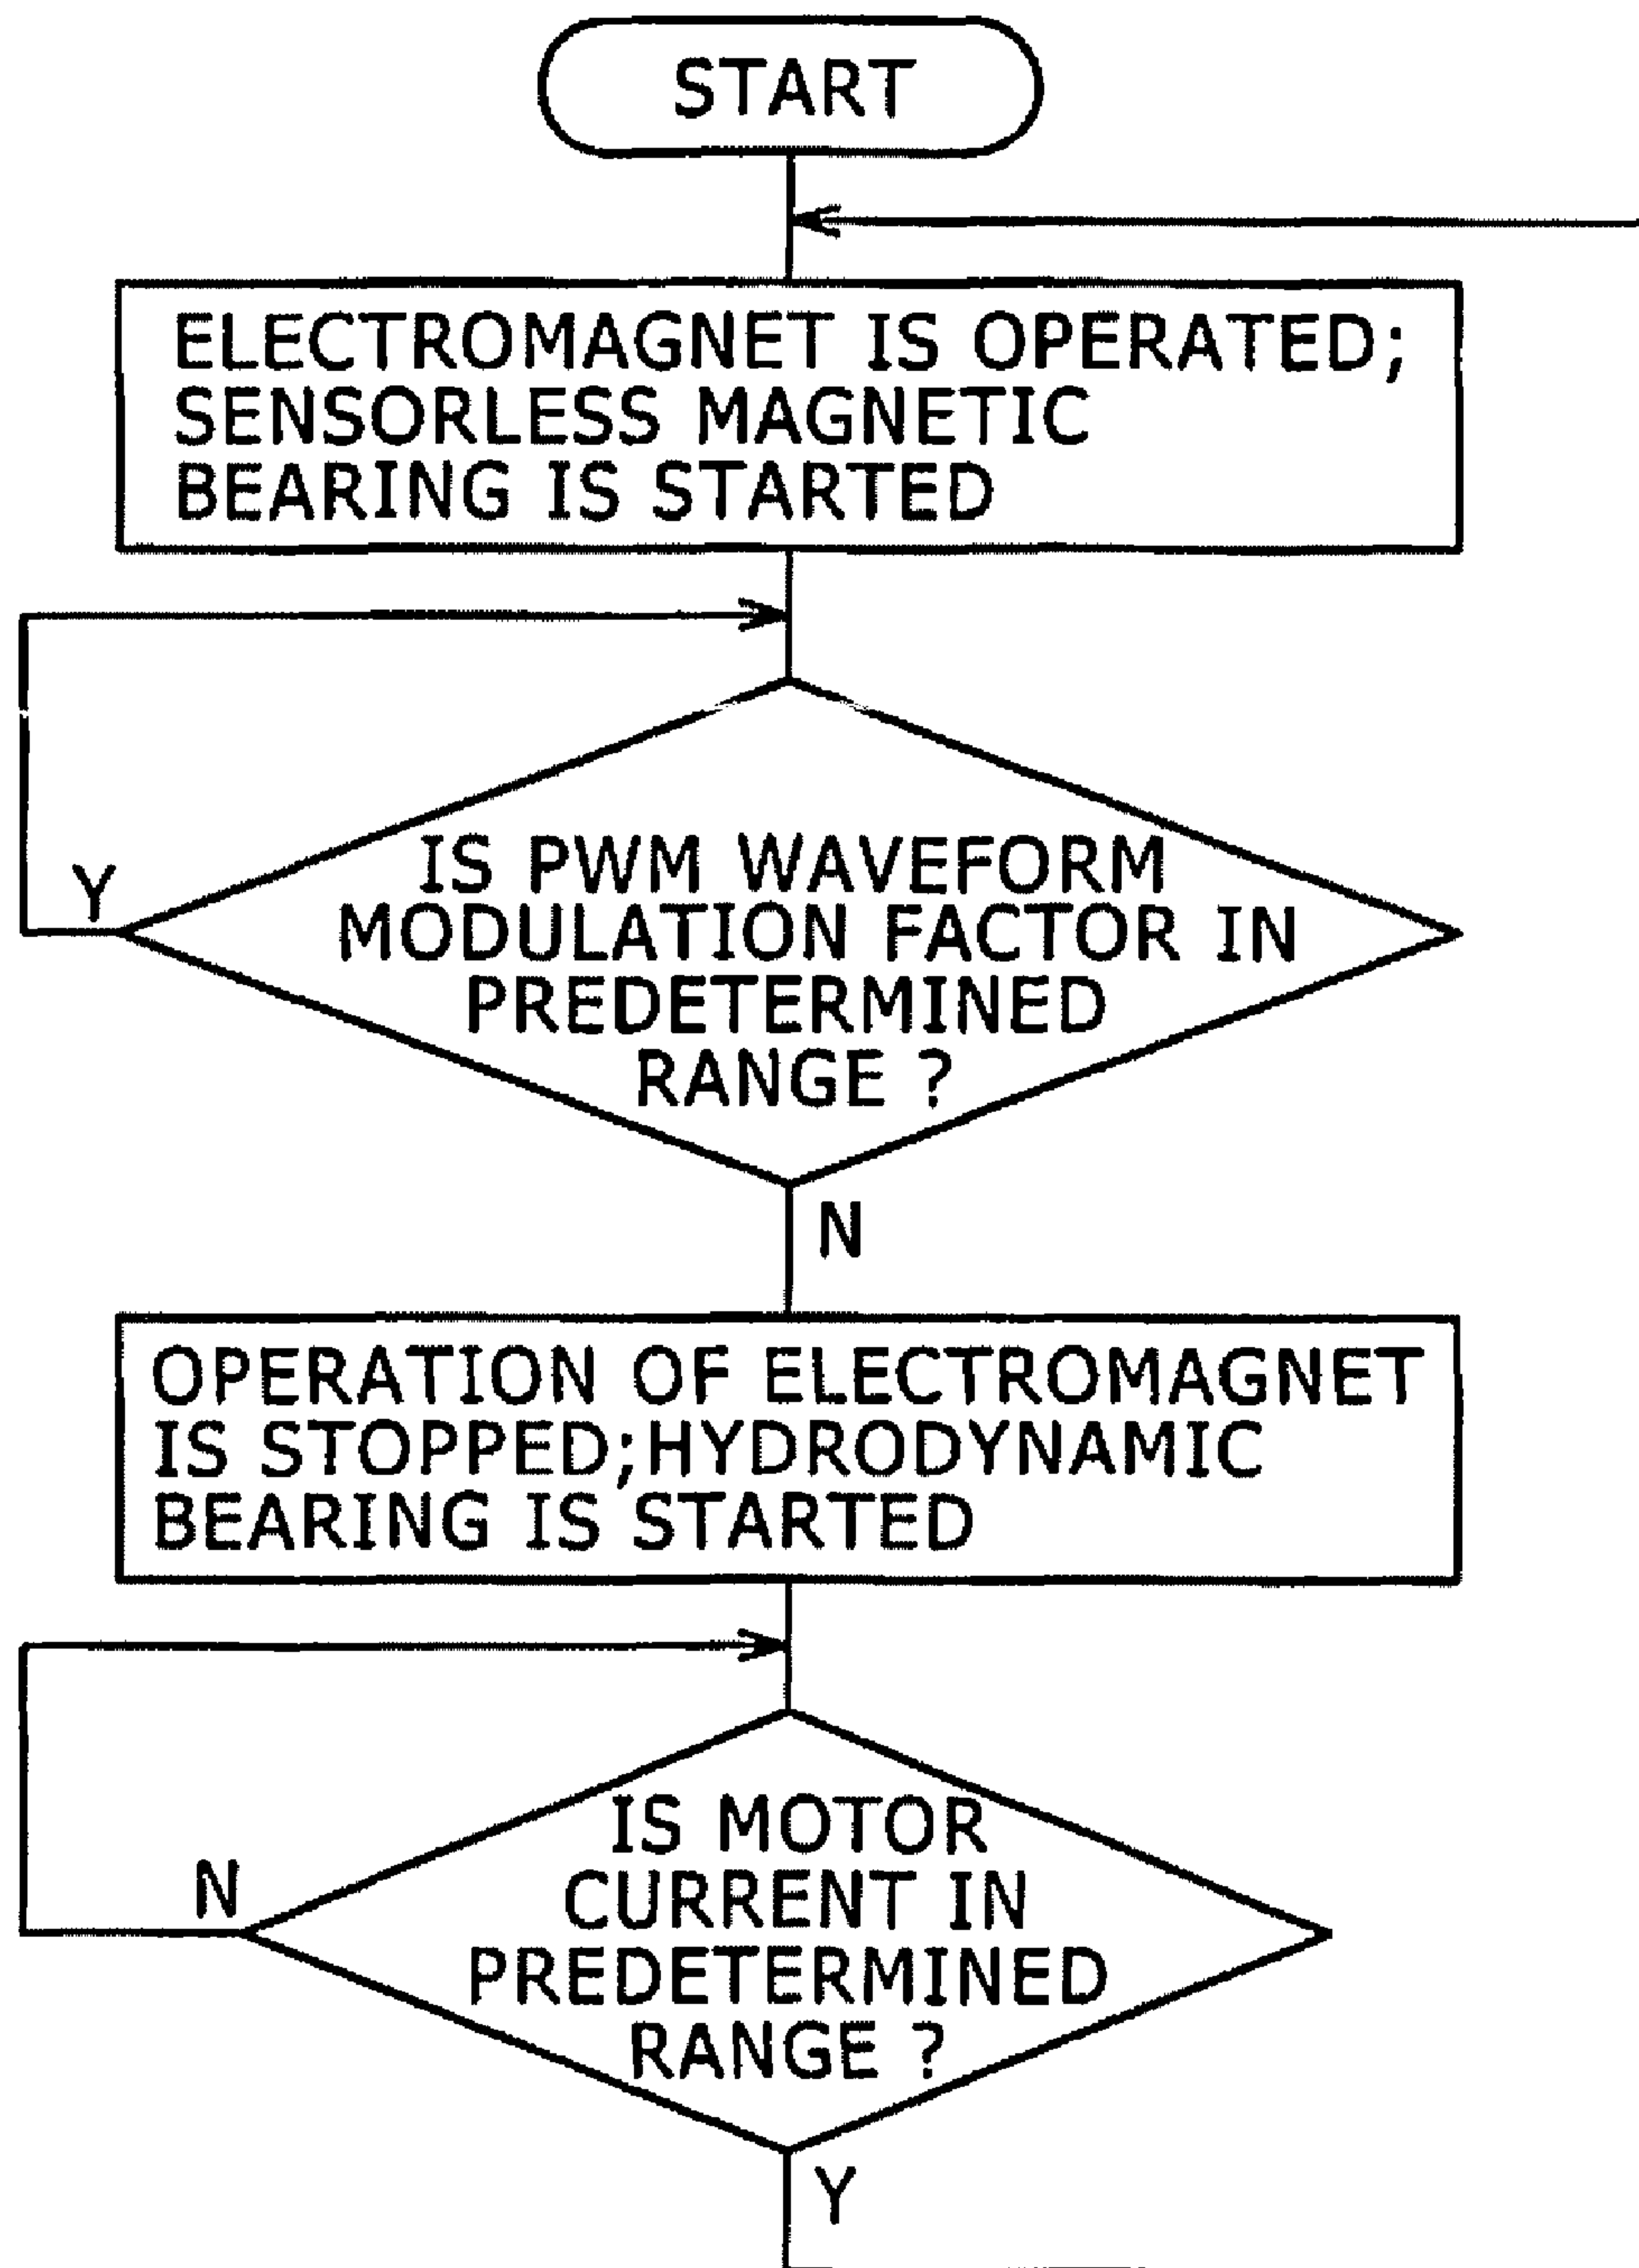 START
ELECTROMAGNET IS OPERATED;
SENSORLESS MAGNETIC
BEARING IS STARTED
IS PWM WAVEFORM
MODULATION FACTOR IN
PREDETERMINED
RANGE ?
Y
N
OPERATION OF ELECTROMAGNET
IS STOPPED;HYDRODYNAMIC
BEARING IS STARTED
IS MOTOR
CURRENT IN
PREDETERMINED
RANGE ?
N
Y